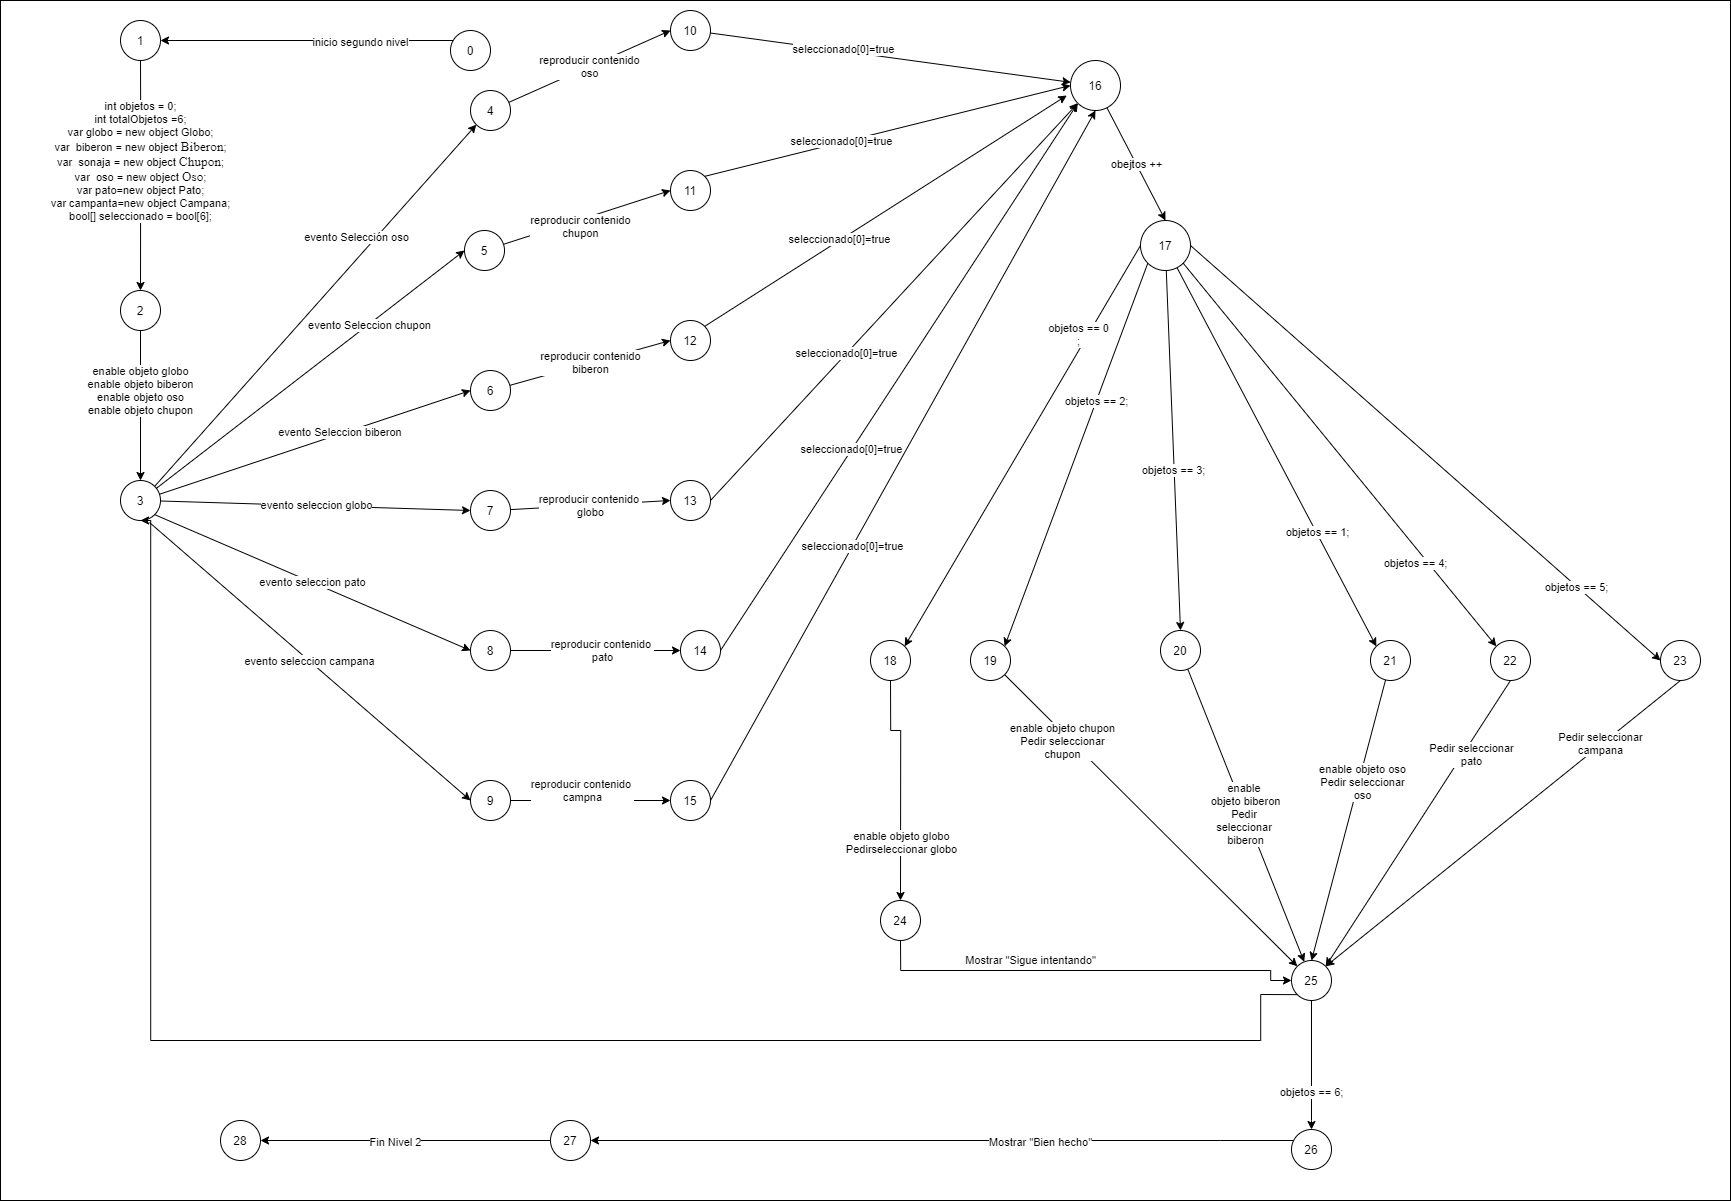 1
inicio segundo nivel
0
int objetos = 0;
int totalObjetos =6;
var globo = new object Globo;
var biberon = new object Biberon;
var sonaja = new object Chupon;
var oso = new object Oso;
var pato=new object Pato;
var campanta=new object Campana;
bool[] seleccionado = bool[6];
2
enable objeto globo
enable objeto biberon
enable objeto oso
enable objeto chupon
3
evento Selección oso
4
reproducir contenido
oso
10
seleccionado[0]=true
evento Seleccion chupon
5
reproducir contenido
chupon
11
seleccionado[0]=true
evento Seleccion biberon
6
reproducir contenido
biberon
12
seleccionado[0]=true
evento seleccion globo
7
reproducir contenido
globo
13
seleccionado[0]=true
evento seleccion pato
8
reproducir contenido
pato
14
seleccionado[0]=true
evento seleccion campana
9
reproducir contenido
campna
15
seleccionado[0]=true
16
obejtos ++
17
objetos == 0
;
objetos == 2;
objetos == 3;
objetos == 1;
objetos == 4;
objetos == 5;
18
19
20
21
22
23
enable objeto globo
Pedirseleccionar globo
enable objeto chupon
Pedir seleccionar
chupon
enable
objeto biberon
Pedir
seleccionar
biberon
enable objeto oso
Pedir seleccionar
oso
Pedir seleccionar
pato
Pedir seleccionar
campana
24
Mostrar "Sigue intentando"
25
objetos == 6;
26
Mostrar "Bien hecho"
27
Fin Nivel 2
28